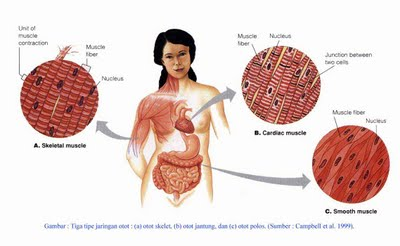 Unit of
muscle
contraction
Muscle
fiber
Nucleus
A. Skeletal muscle
Muscle
fiber
Nucleus
Junction between
two cells
B. Cardiac muscle
Muscle fiber
Nucleus
C. Smooth muscle
Gambar : Tiga tipe jaringan otot : (a) otot skelet, (b) otot jantung, dan (c) otot polos. (Sumber : Campbell et al. 1999).